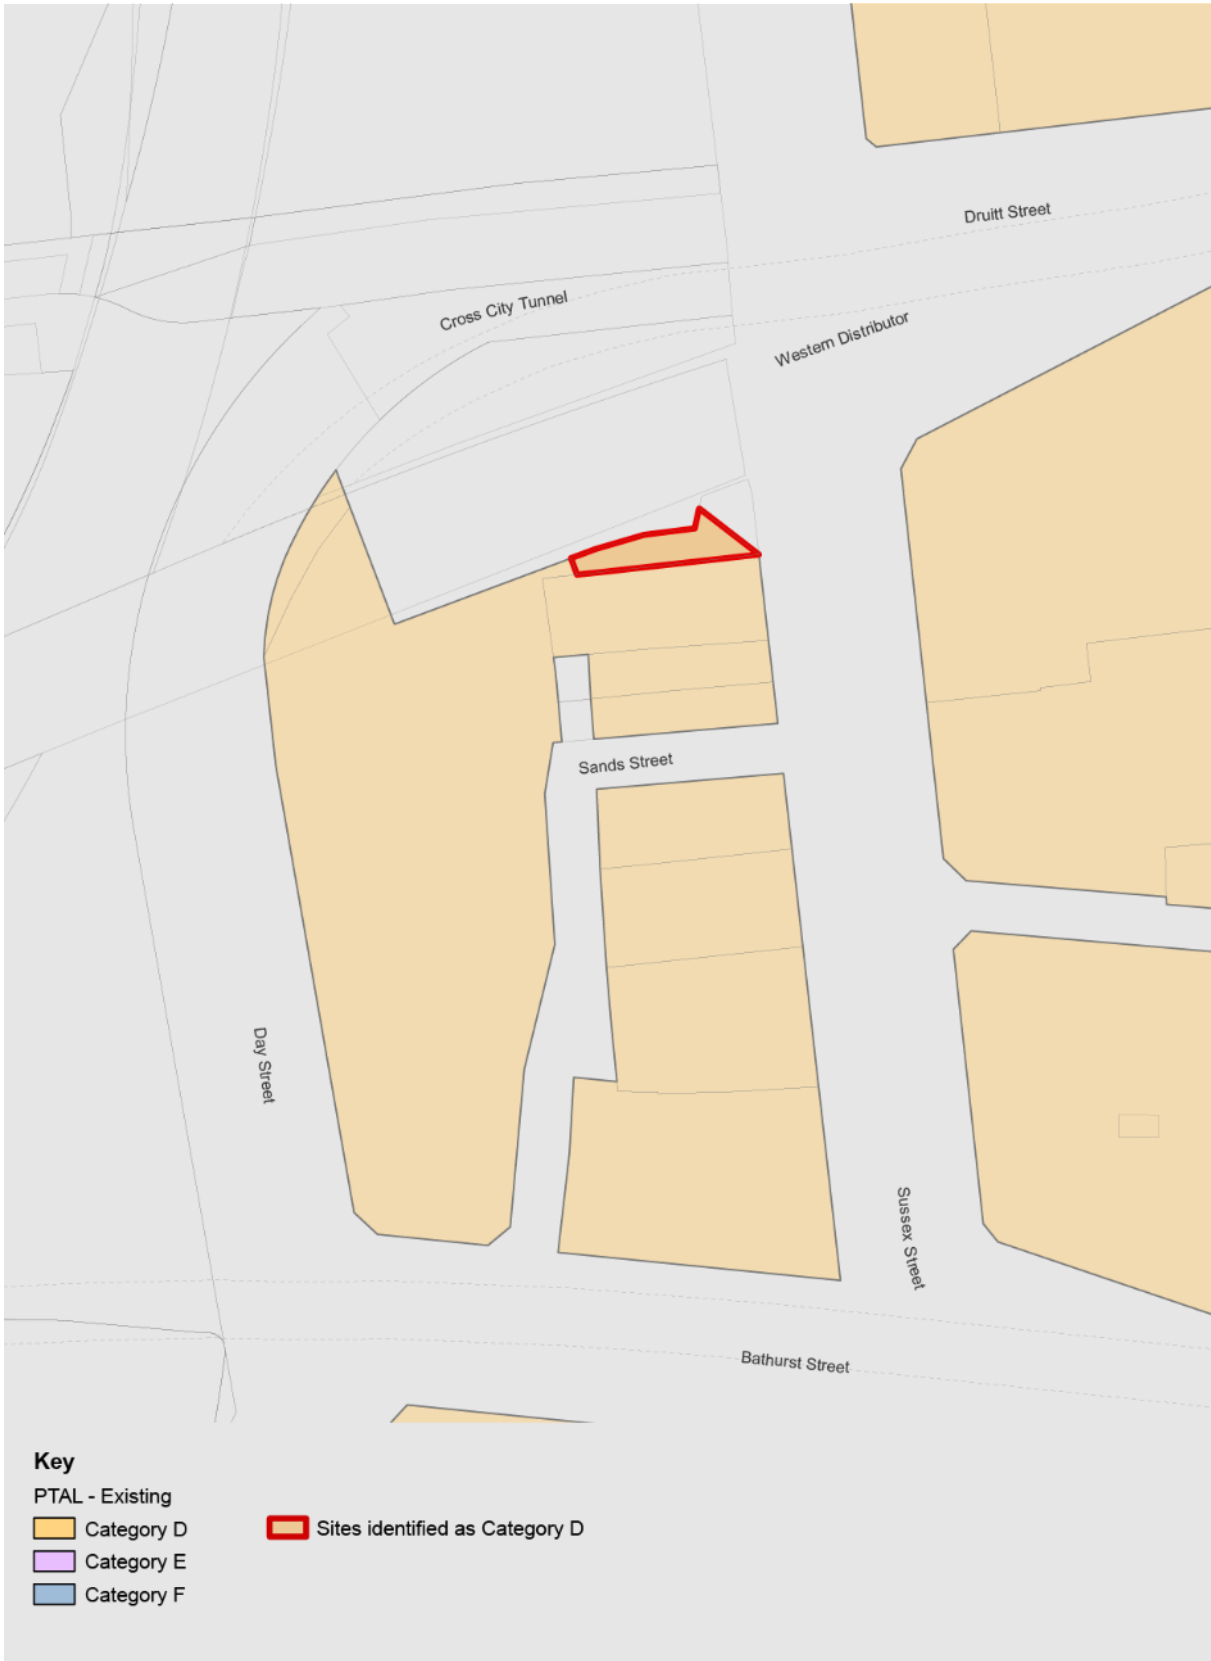 Druitt Street
Cross City Tunnel
Western Distributor
Sands Street
Day Street
Sussex Street
Bathurst Street
Key
PTAL - Existing
Category D
Sites identified as Category D
Category E
Category F